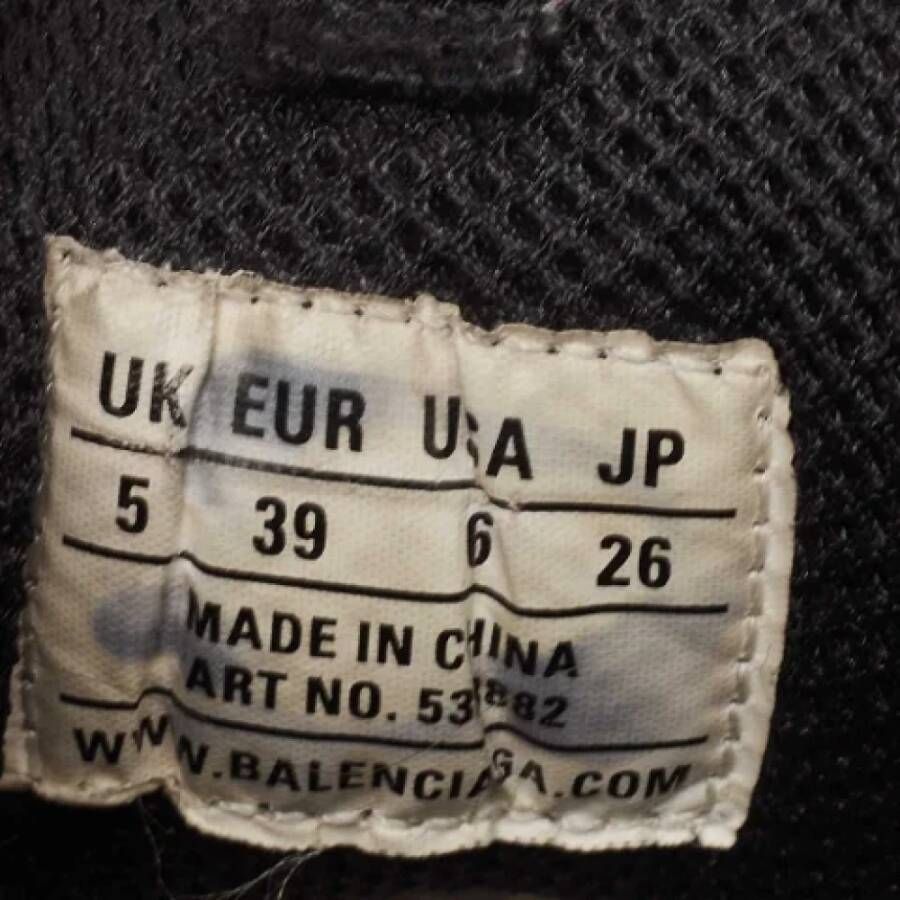 UK EUR USA JP
5 39 6 26
MADE IN CHINA
ART NO.
WWW.BALENCIAGA.COM